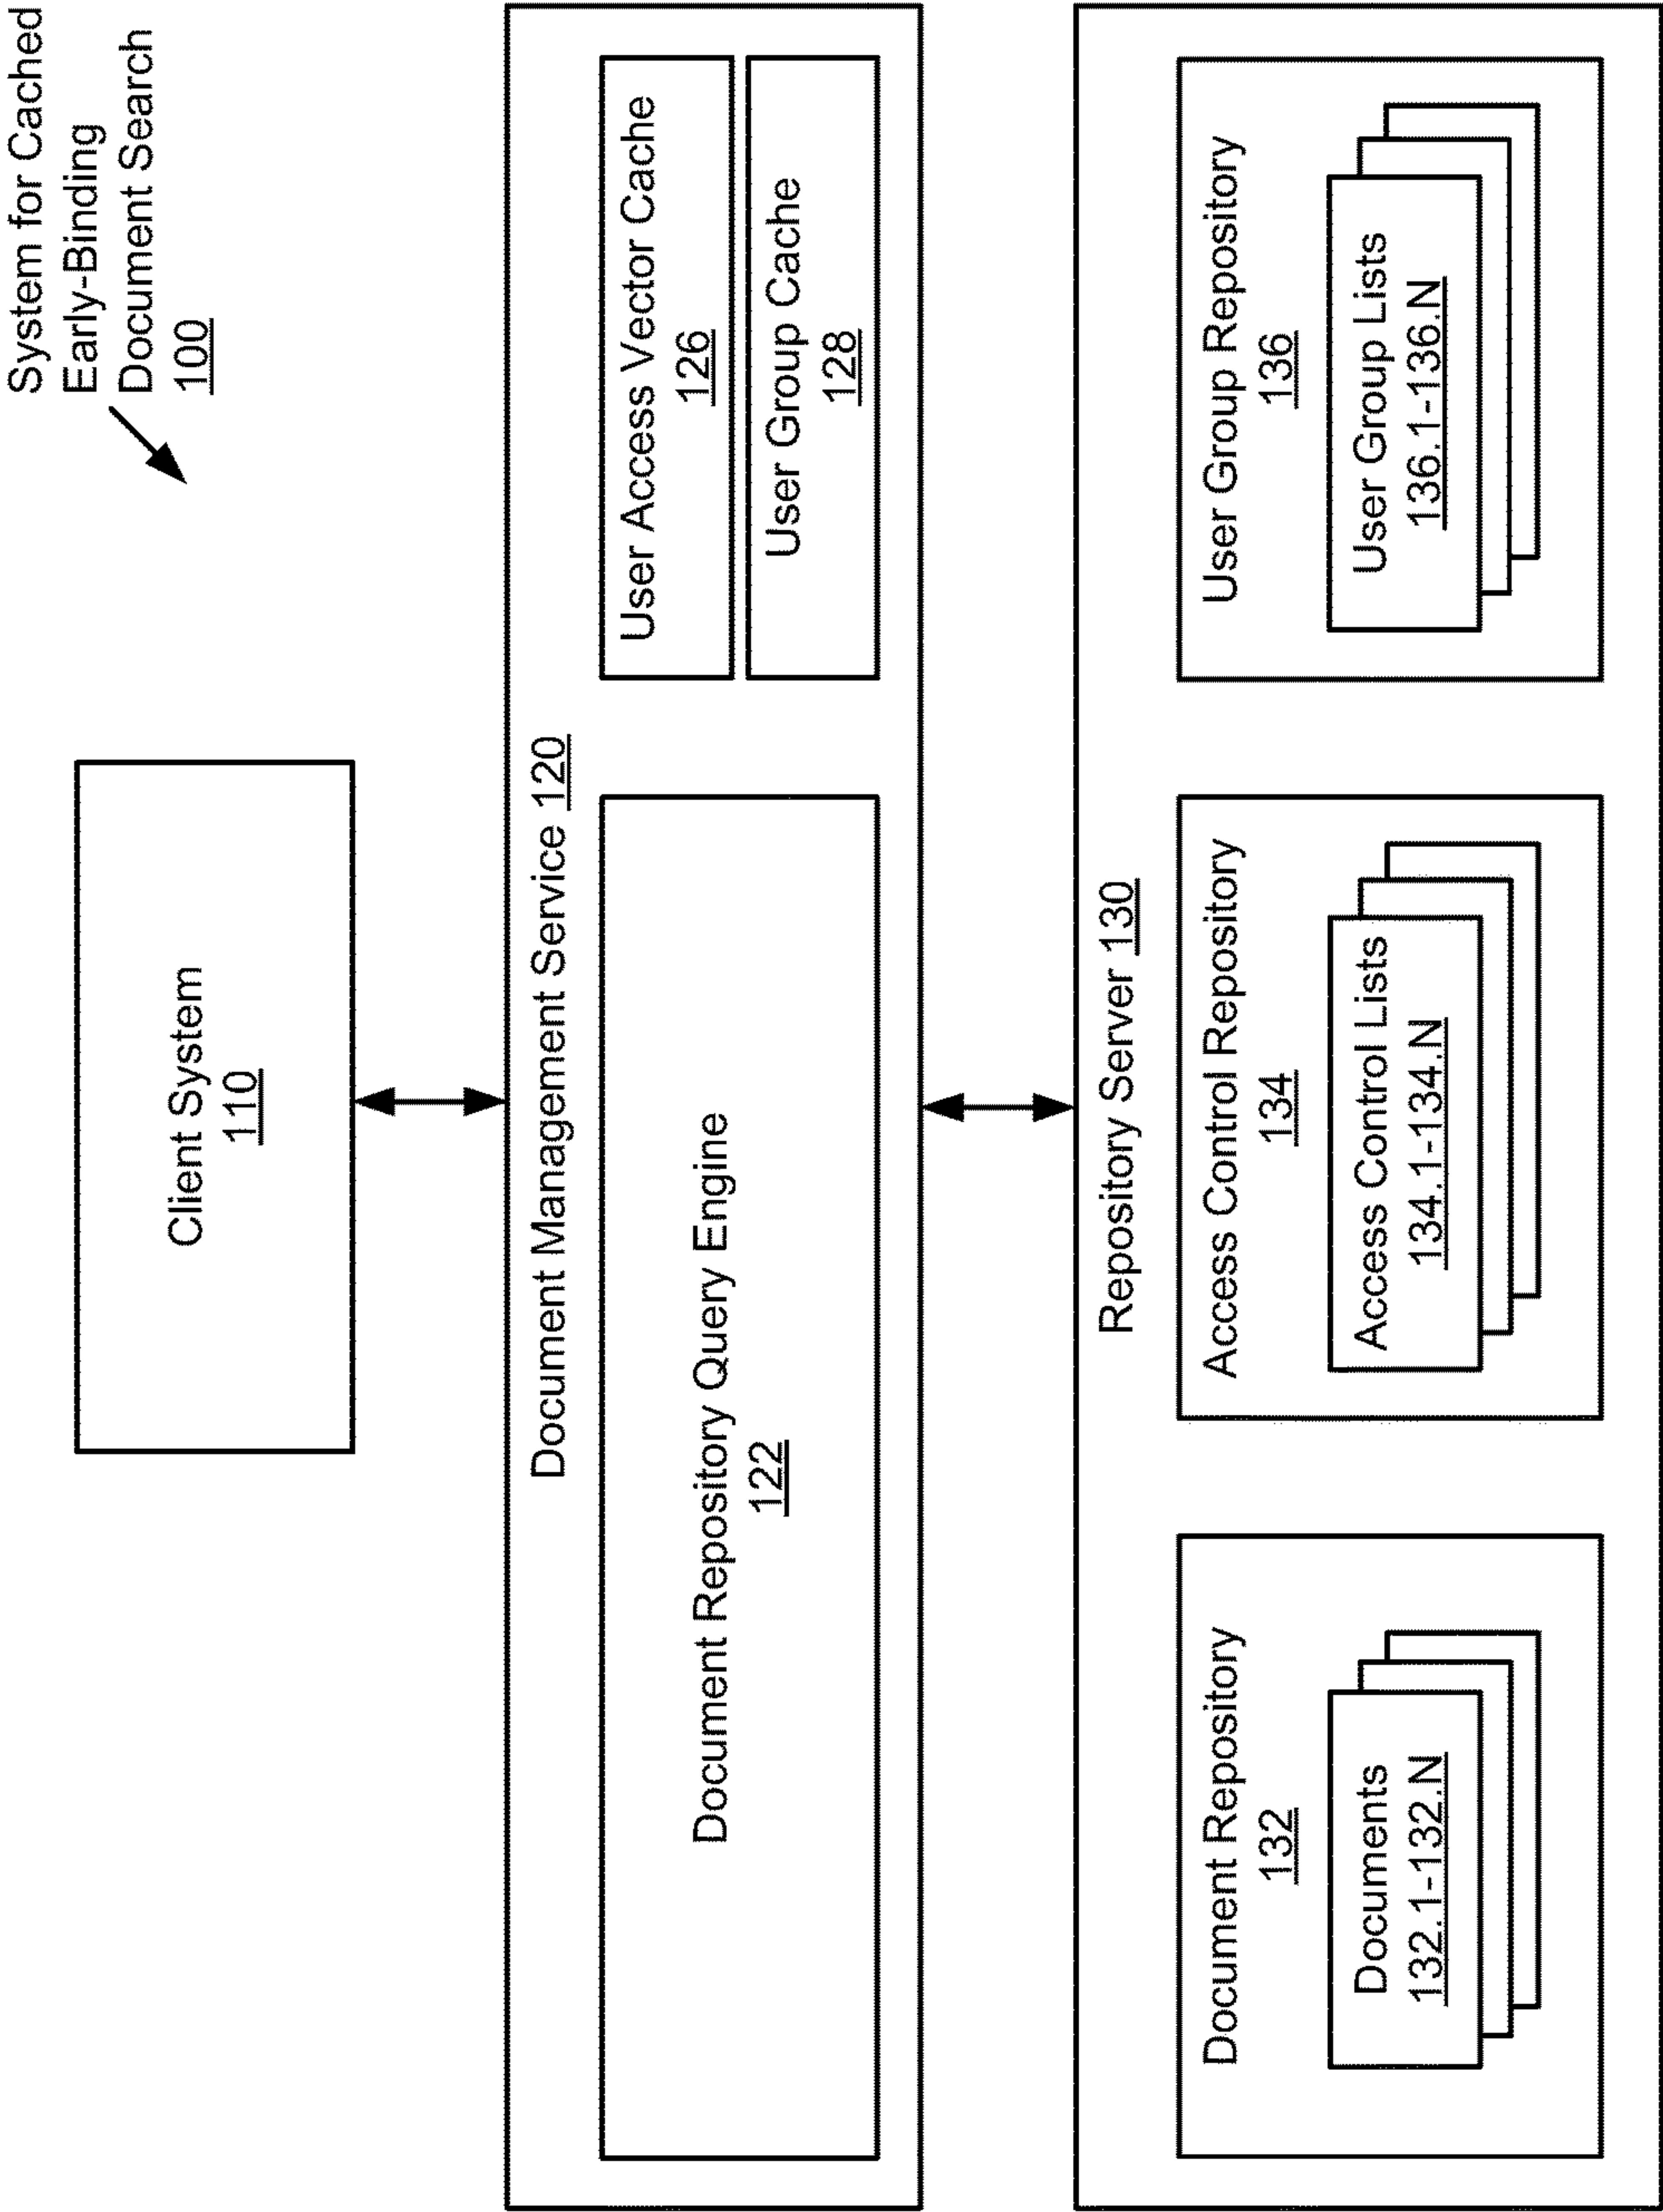 System for Cached
Early-Binding
Document Search
100
Client System
110
Document Management Service 120
Document Repository Query Engine
122
User Access Vector Cache
126
User Group Cache
128
Repository Server 130
Document Repository
132
Documents
132.1-132.N
Access Control Repository
134
Access Control Lists
134.1-134.N
User Group Repository
136
User Group Lists
136.1-136.N